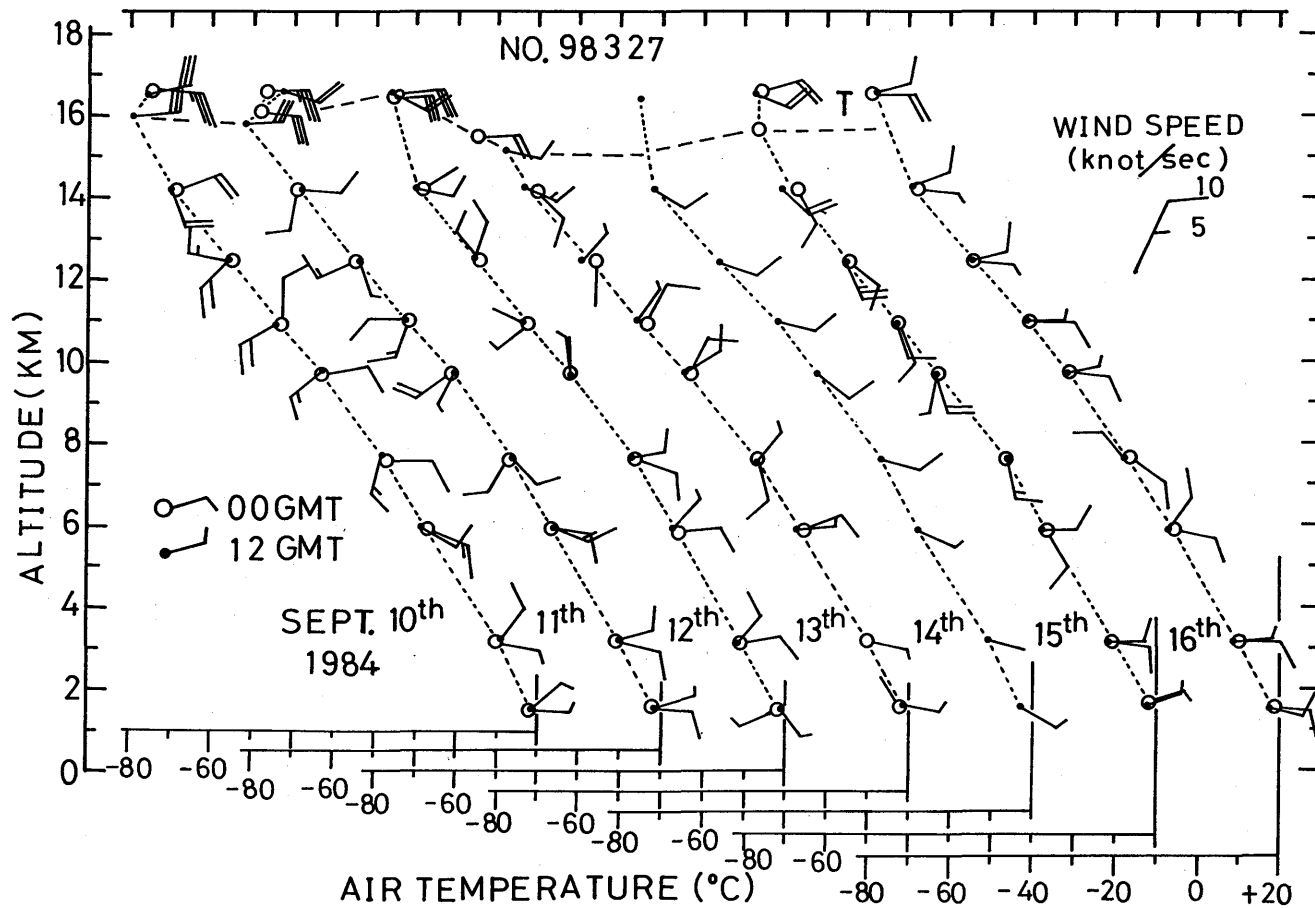 NO. 98327
18
16
14
12
10
8
6
4
2
0
ALTITUDE (KM)
T
WIND SPEED
(knot/sec)
10
5
00 GMT
12 GMT
SEPT. 10th 11th 12th 13th 14th 15th 16th
1984
-80 -60
-80 -60
-80 -60
-80 -60
-80 -60
-80 -60
-80 -60 -40 -20 0 +20
AIR TEMPERATURE (°C)